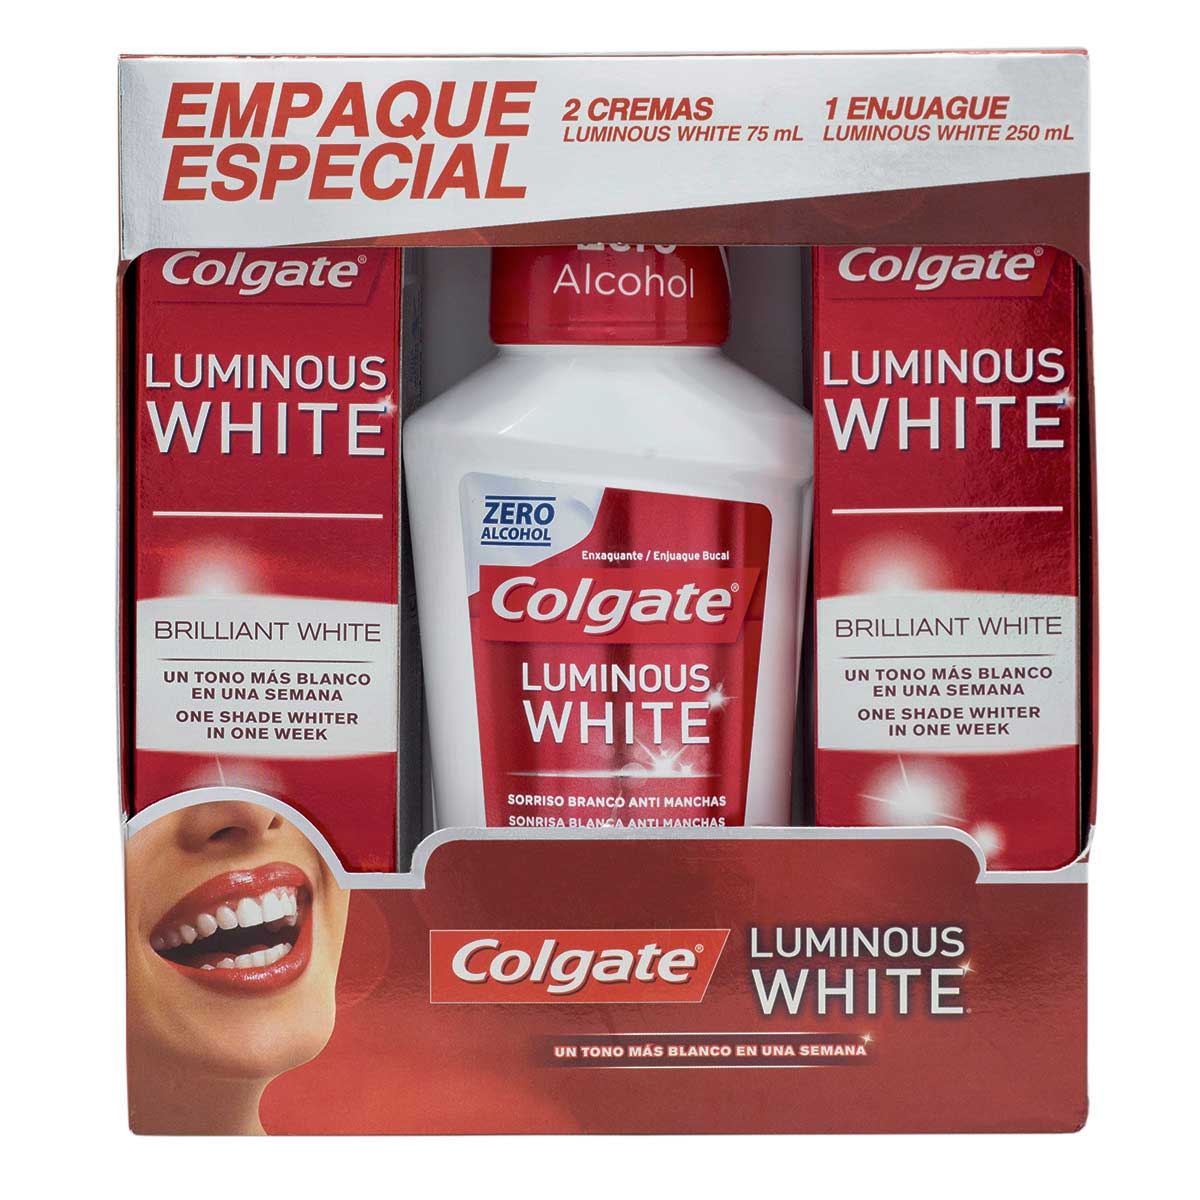 EMPAQUE
ESPECIAL
2 CREMAS
LUMINOUS WHITE 75 mL
1 ENJUAGUE
LUMINOUS WHITE 250 mL
Colgate®
LUMINOUS
WHITE
BRILLIANT WHITE
UN TONO MÁS BLANCO
EN UNA SEMANA
ONE SHADE WHITER
IN ONE WEEK
Zero
Alcohol
ZERO
ALCOHOL
Enxaguante / Enjuague Bucal
Colgate®
LUMINOUS
WHITE
SORRISO BRANCO ANTI MANCHAS
SONRISA BLANCA ANTI MANCHAS
Colgate®
LUMINOUS
WHITE
BRILLIANT WHITE
UN TONO MÁS BLANCO
EN UNA SEMANA
ONE SHADE WHITER
IN ONE WEEK
Colgate®
LUMINOUS
WHITE®
UN TONO MÁS BLANCO EN UNA SEMANA